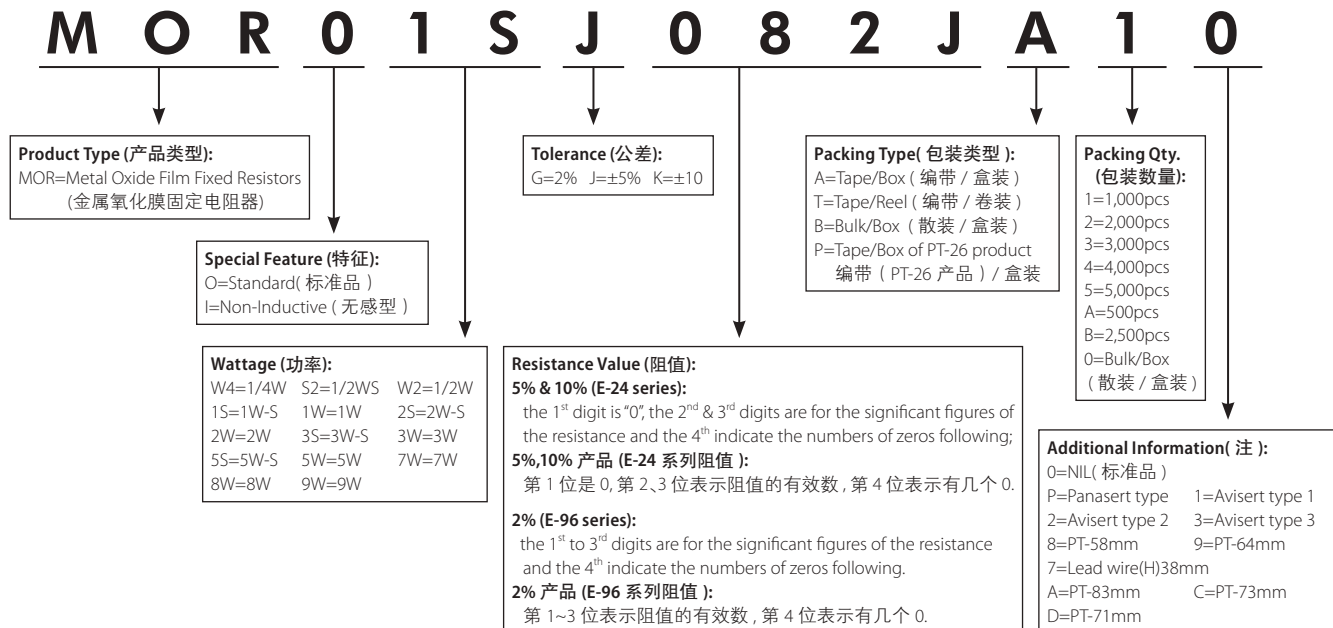 MOR01SJ082JA10
Product Type (产品类型):
MOR=Metal Oxide Film Fixed Resistors
(金属氧化膜固定电阻器)
Special Feature (特征):
O=Standard( 标准品 )
I=Non-Inductive ( 无感型 )
Wattage (功率):
W4=1/4W S2=1/2WS W2=1/2W
1S=1W-S 1W=1W 2S=2W-S
2W=2W 3S=3W-S 3W=3W
5S=5W-S 5W=5W 7W=7W
8W=8W 9W=9W
Tolerance (公差):
G=2% J=±5% K=±10
Resistance Value (阻值):
5% & 10% (E-24 series):
the 1st digit is "0", the 2nd & 3rd digits are for the significant figures of
the resistance and the 4th indicate the numbers of zeros following;
5%,10% 产品 (E-24 系列阻值 ):
第 1 位是 0, 第 2、3 位表示阻值的有效数 , 第 4 位表示有几个 0.
2% (E-96 series):
the 1st to 3rd digits are for the significant figures of the resistance
and the 4th indicate the numbers of zeros following.
2% 产品 (E-96 系列阻值 ):
第 1~3 位表示阻值的有效数 , 第 4 位表示有几个 0.
Packing Type( 包装类型 ):
A=Tape/Box ( 编带 / 盒装 )
T=Tape/Reel ( 编带 / 卷装 )
B=Bulk/Box ( 散装 / 盒装 )
P=Tape/Box of PT-26 product
编带 ( PT-26 产品 ) / 盒装
Packing Qty.
(包装数量):
1=1,000pcs
2=2,000pcs
3=3,000pcs
4=4,000pcs
5=5,000pcs
A=500pcs
B=2,500pcs
0=Bulk/Box
( 散装 / 盒装 )
Additional Information( 注 ):
0=NIL( 标准品 )
P=Panasert type 1=Avisert type 1
2=Avisert type 2 3=Avisert type 3
8=PT-58mm 9=PT-64mm
7=Lead wire(H)38mm
A=PT-83mm C=PT-73mm
D=PT-71mm